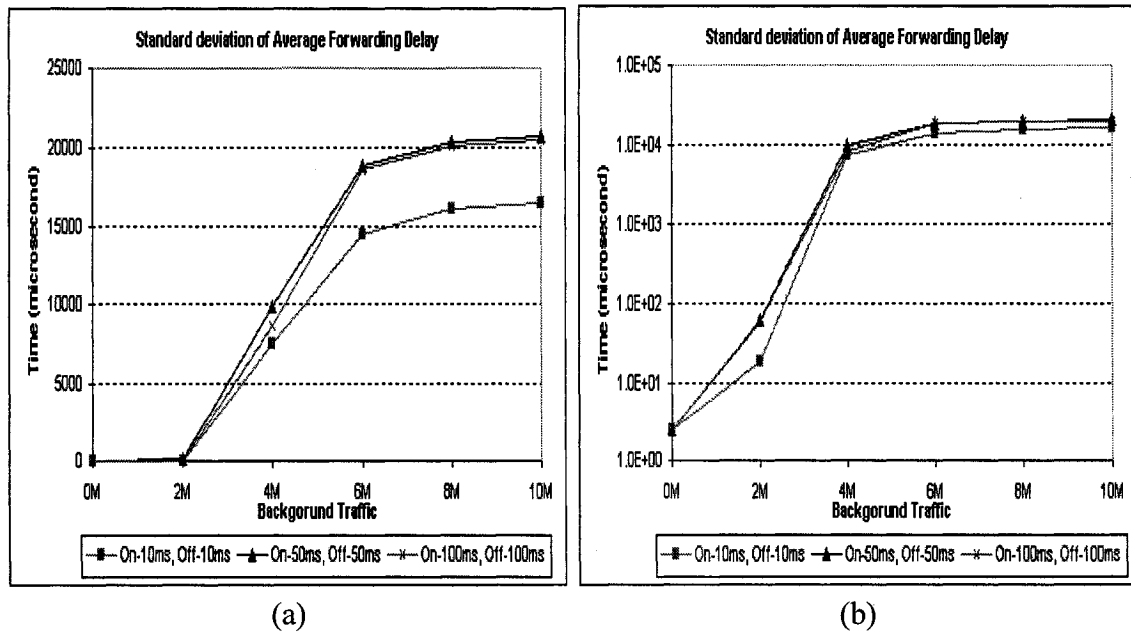 Standard deviation of Average Forwarding Delay
25000
20000
15000
10000
5000
0
Time (microsecond)
0M 2M 4M 6M 8M 10M
Backgorund Traffic
On-10ms, Off-10ms On-50ms, Off-50ms On-100ms, Off-100ms
(a)
Standard deviation of Average Forwarding Delay
1.0E+05
1.0E+04
1.0E+03
1.0E+02
1.0E+01
1.0E+00
Time (microsecond)
0M 2M 4M 6M 8M 10M
Backgorund Traffic
On-10ms, Off-10ms On-50ms, Off-50ms On-100ms, Off-100ms
(b)